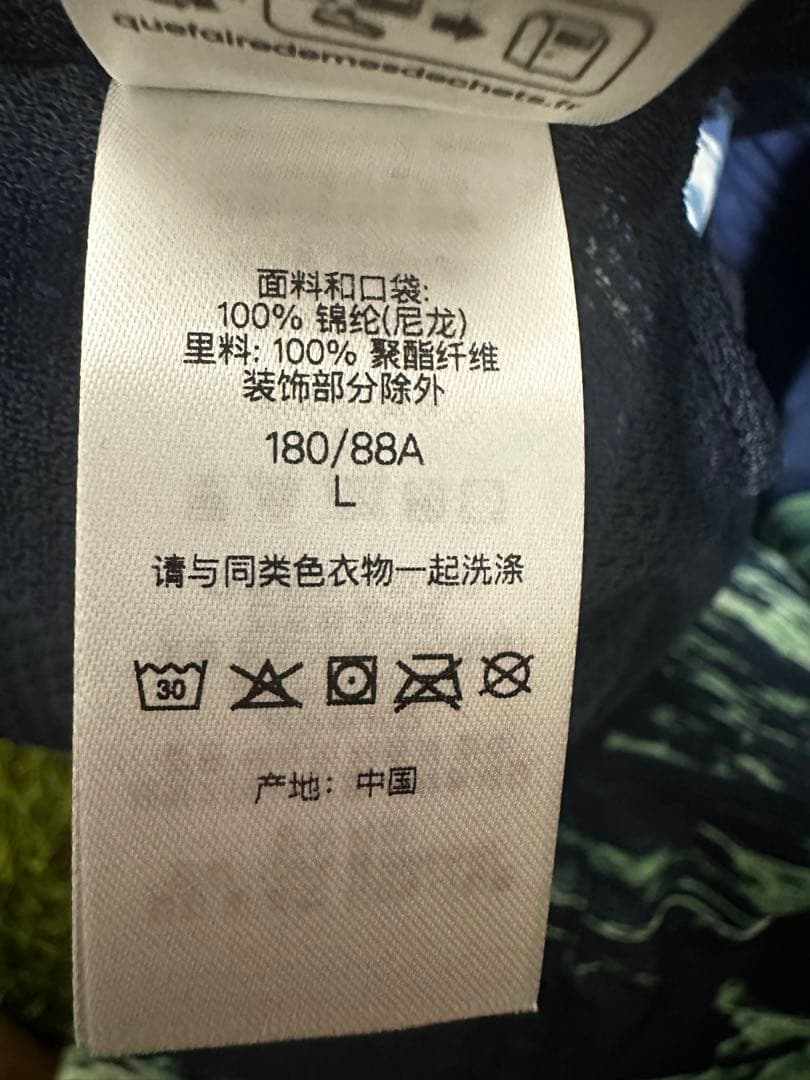 quefairedemesdechets.fr
面料和口袋:
100% 锦纶(尼龙)
里料: 100% 聚酯纤维
装饰部分除外
180/88A
L
请与同类色衣物一起洗涤
30
产地: 中国